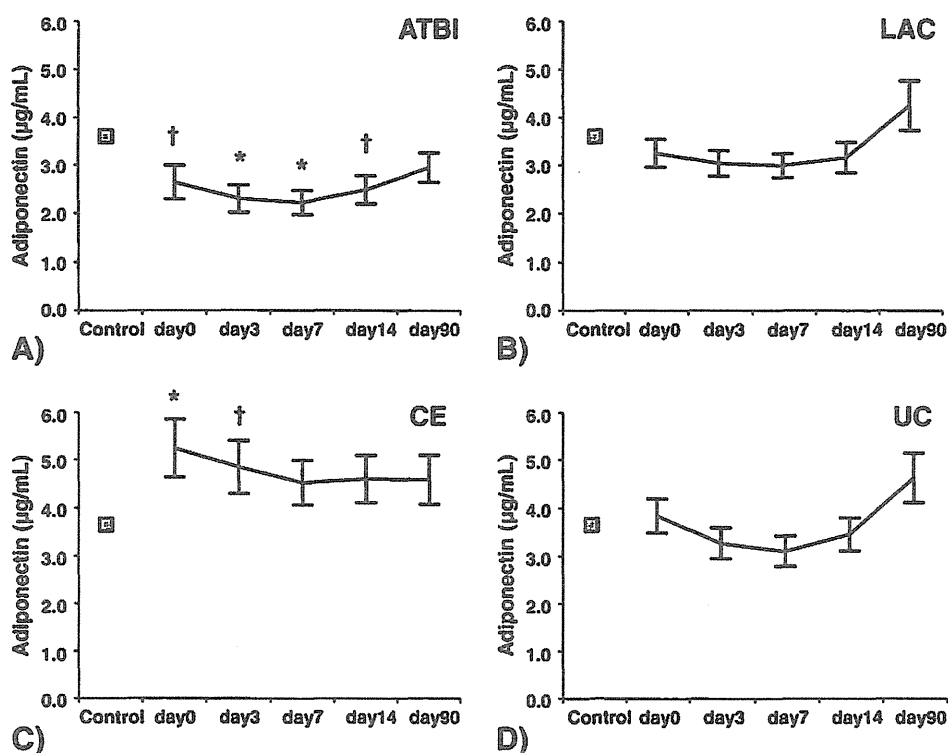 ATBI
Adiponectin (µg/mL)
6.0
5.0
4.0
3.0
2.0
1.0
0.0
† * * †
Control day0 day3 day7 day14 day90
A)
LAC
Adiponectin (µg/mL)
6.0
5.0
4.0
3.0
2.0
1.0
0.0
Control day0 day3 day7 day14 day90
B)
CE
Adiponectin (µg/mL)
6.0
5.0
4.0
3.0
2.0
1.0
0.0
* †
Control day0 day3 day7 day14 day90
C)
UC
Adiponectin (µg/mL)
6.0
5.0
4.0
3.0
2.0
1.0
0.0
Control day0 day3 day7 day14 day90
D)